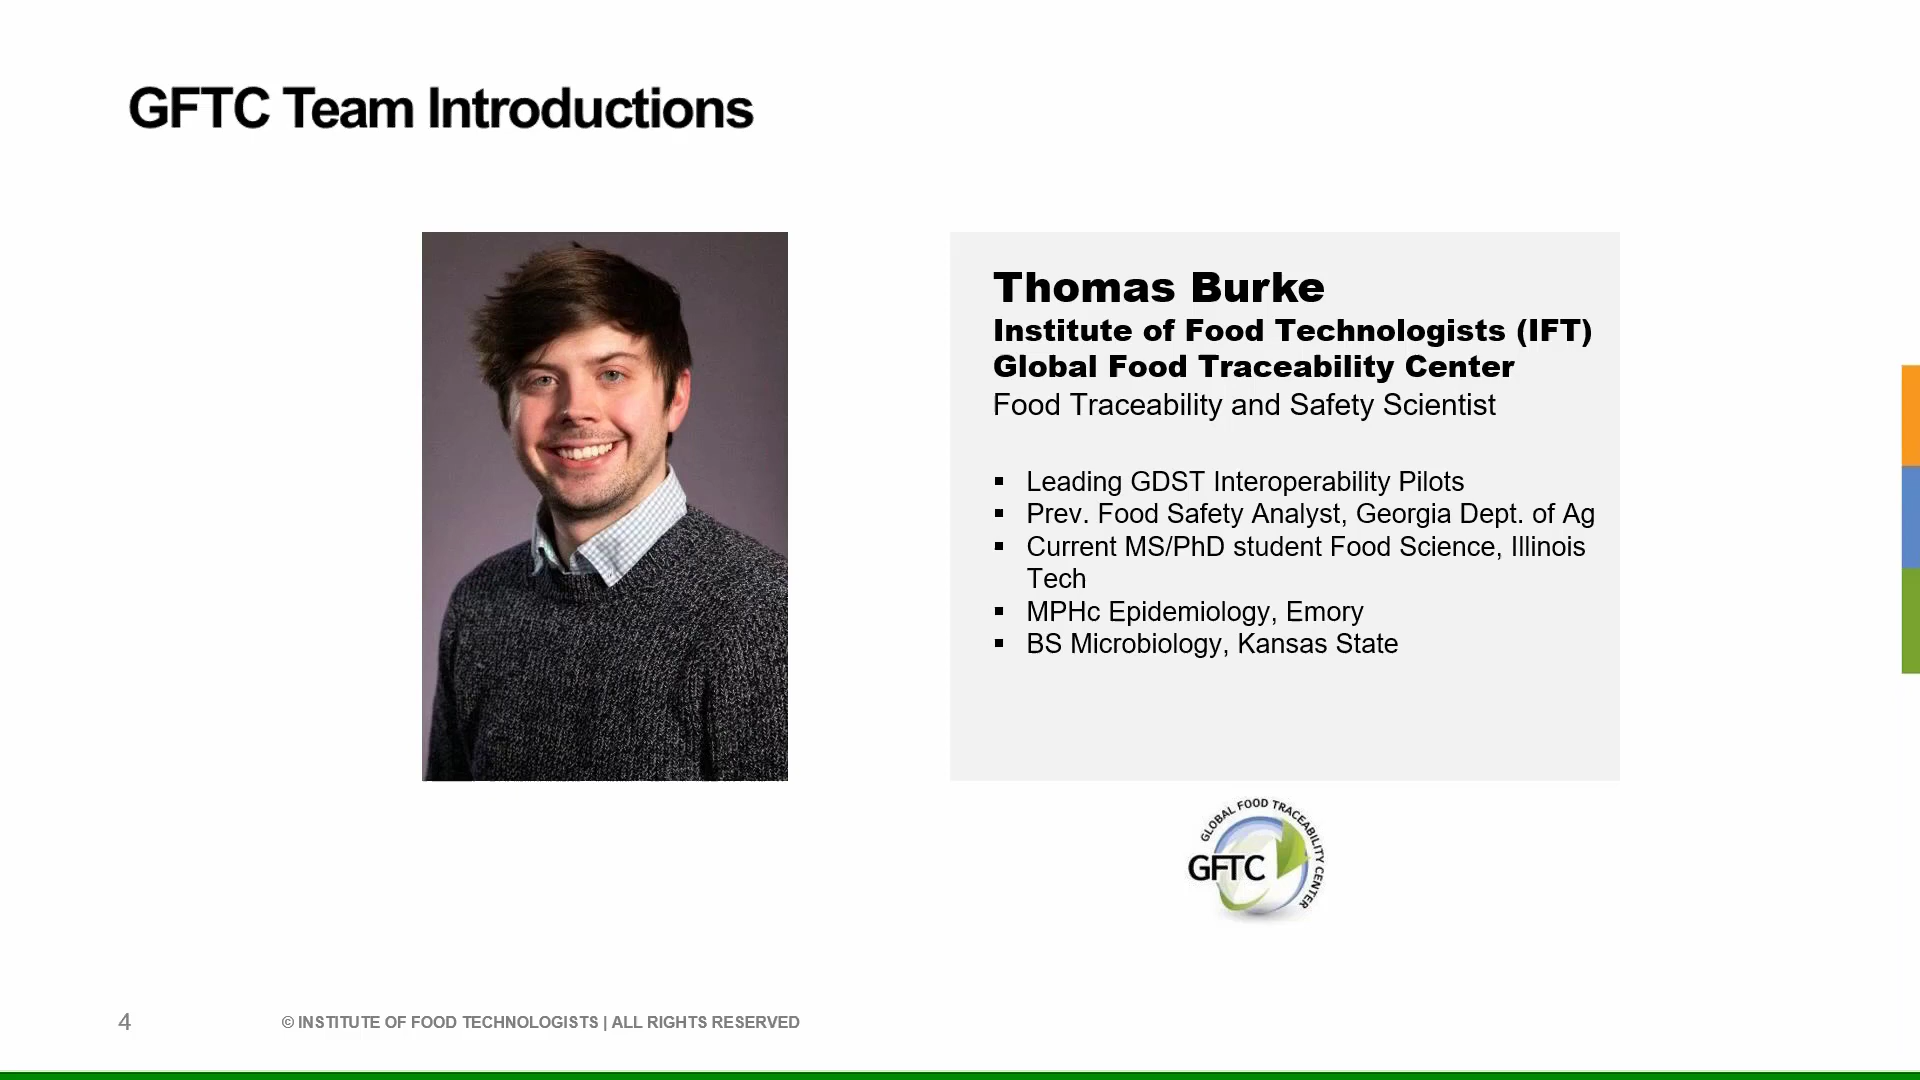 GFTC Team Introductions
Thomas Burke
Institute of Food Technologists (IFT)
Global Food Traceability Center
Food Traceability and Safety Scientist
▪ Leading GDST Interoperability Pilots
▪ Prev. Food Safety Analyst, Georgia Dept. of Ag
▪ Current MS/PhD student Food Science, Illinois
Tech
▪ MPHc Epidemiology, Emory
▪ BS Microbiology, Kansas State
GLOBAL FOOD TRACEABILITY CENTER
GFTC
4
© INSTITUTE OF FOOD TECHNOLOGISTS | ALL RIGHTS RESERVED